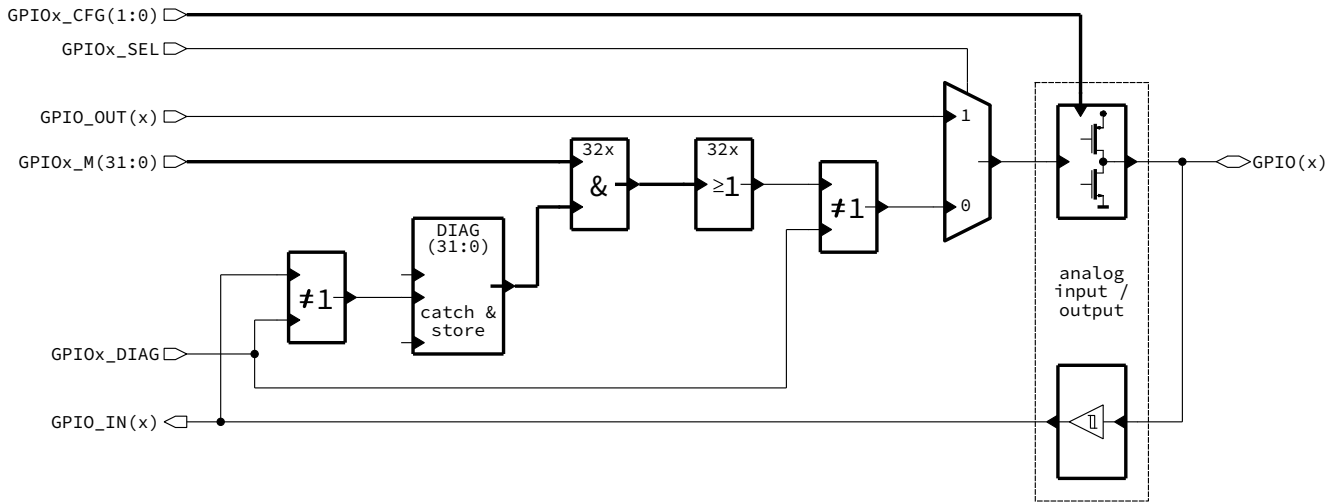 GPIOx_CFG(1:0)
GPIOx_SEL
GPIO_OUT(x)
1
32x
32x
GPIOx_M(31:0)
GPIO(x)
&
≥1
≠1
0
DIAG
(31:0)
≠1
catch &
store
analog
input /
output
GPIOx_DIAG
GPIO_IN(x)